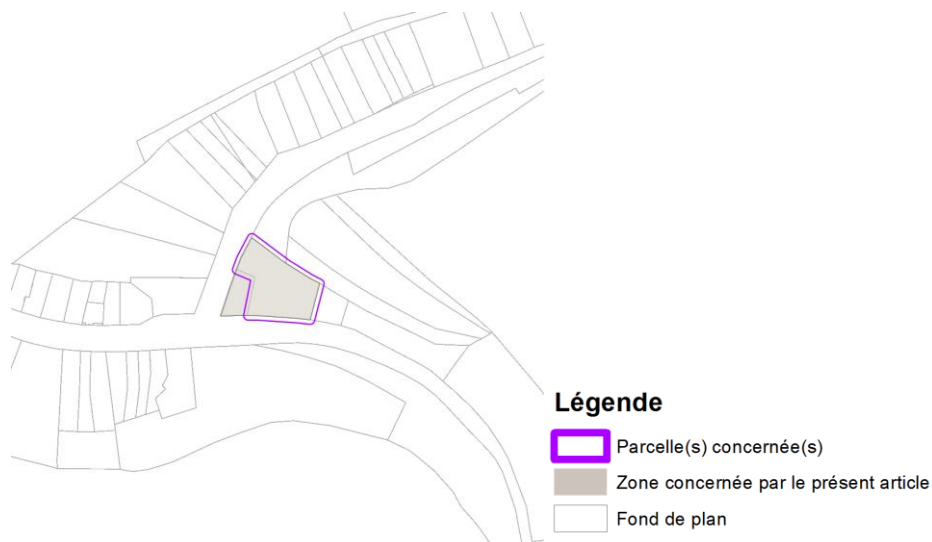 Légende
Parcelle(s) concernée(s)
Zone concernée par le présent article
Fond de plan